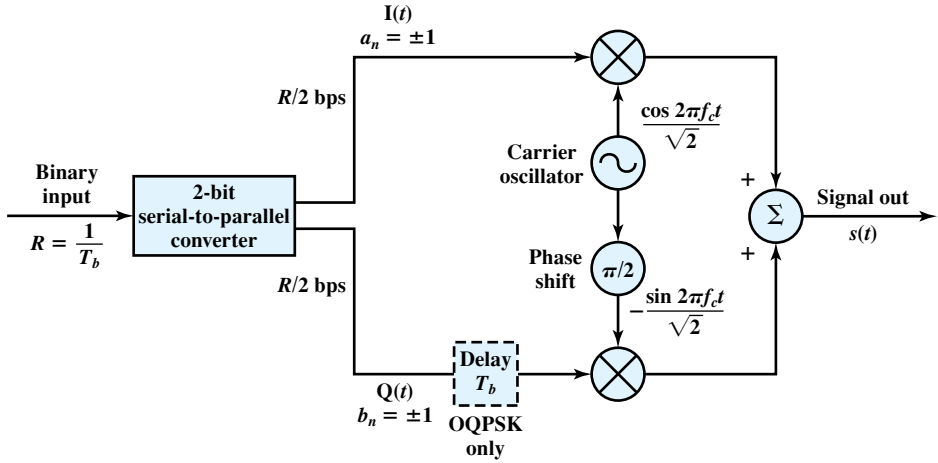 Binary
input
R = 1/T_b
2-bit
serial-to-parallel
converter
R/2 bps
I(t)
a_n = ±1
R/2 bps
Q(t)
b_n = ±1
Delay
T_b
OQPSK
only
Carrier
oscillator
cos 2πf_ct/√2
Phase
shift
π/2
−sin 2πf_ct/√2
+
+
Σ
Signal out
s(t)